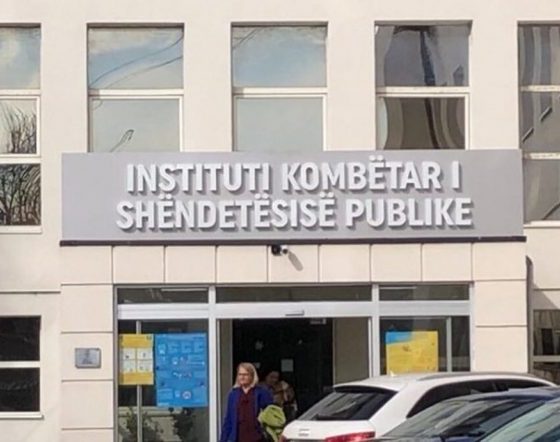 INSTITUTI KOMBËTAR I
SHËNDETËSISË PUBLIKE